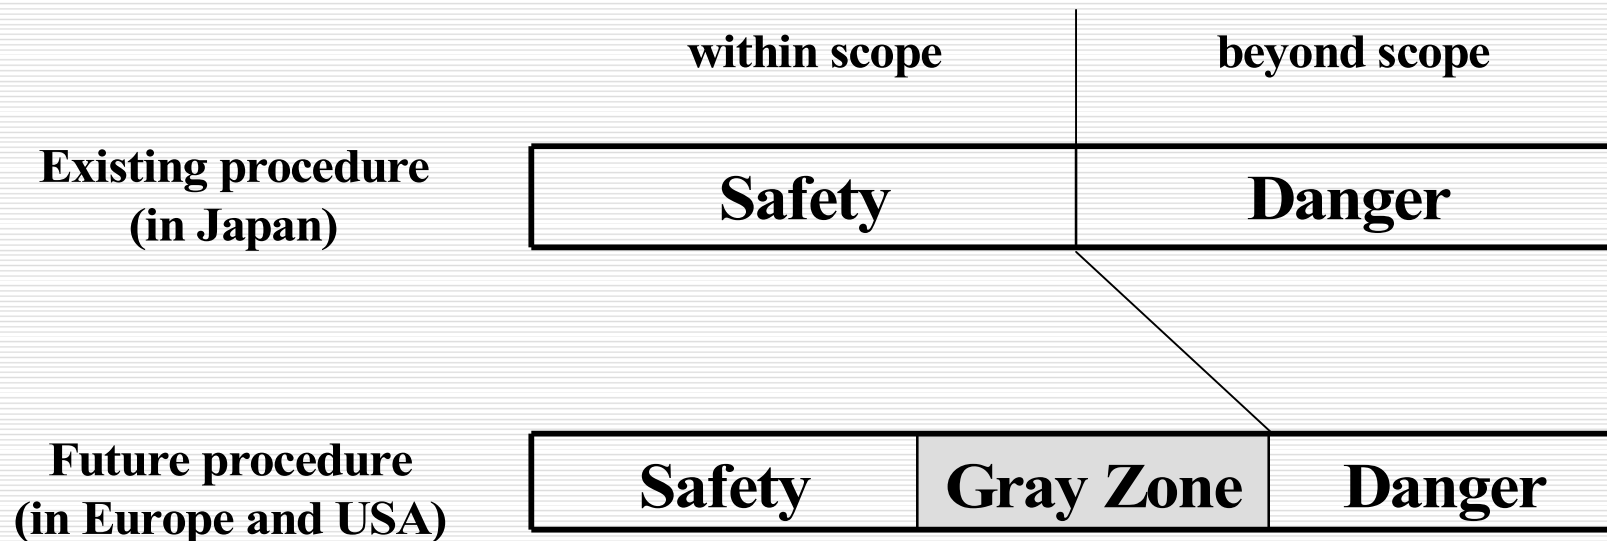 within scope
beyond scope
Existing procedure
(in Japan)
Safety
Danger
Future procedure
(in Europe and USA)
Safety
Gray Zone
Danger